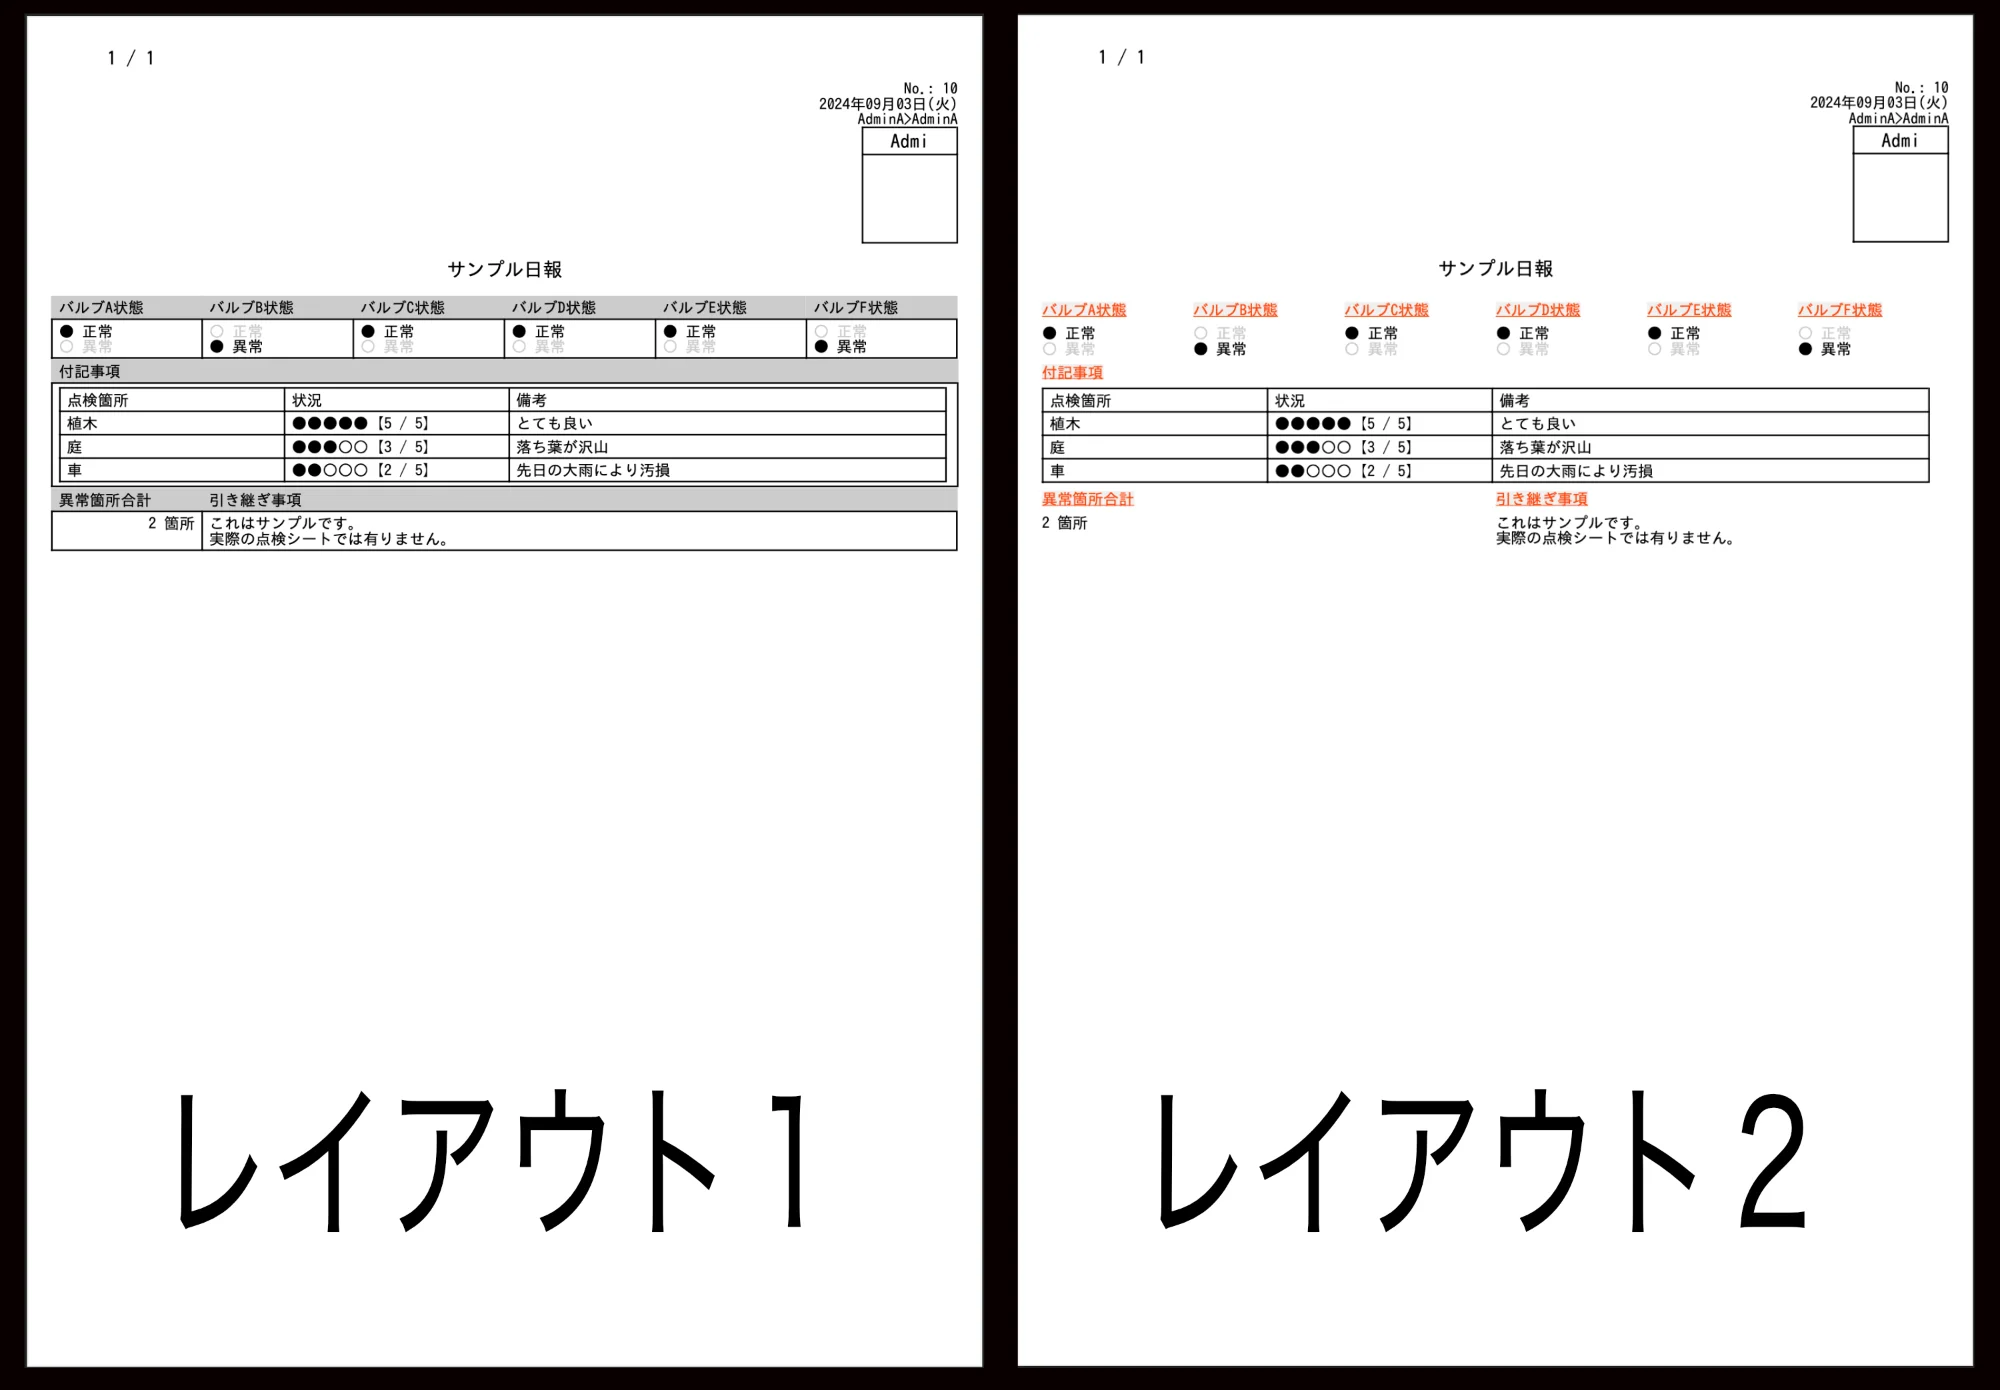 1 / 1
No.: 10
2024年09月03日(火)
AdminA>AdminA
Admi
サンプル日報
バルブA状態 バルブB状態 バルブC状態 バルブD状態 バルブE状態 バルブF状態
● 正常 ○ 正常 ● 正常 ● 正常 ● 正常 ○ 正常
○ 異常 ● 異常 ○ 異常 ○ 異常 ○ 異常 ● 異常
付記事項
点検箇所 状況 備考
植木 ●●●●●【5 / 5】 とても良い
庭 ●●●○○【3 / 5】 落ち葉が沢山
車 ●●○○○【2 / 5】 先日の大雨により汚損
異常箇所合計 引き継ぎ事項
2 箇所 これはサンプルです。
実際の点検シートでは有りません。
レイアウト1
1 / 1
No.: 10
2024年09月03日(火)
AdminA>AdminA
Admi
サンプル日報
バルブA状態 バルブB状態 バルブC状態 バルブD状態 バルブE状態 バルブF状態
● 正常 ○ 正常 ● 正常 ● 正常 ● 正常 ○ 正常
○ 異常 ● 異常 ○ 異常 ○ 異常 ○ 異常 ● 異常
付記事項
点検箇所 状況 備考
植木 ●●●●●【5 / 5】 とても良い
庭 ●●●○○【3 / 5】 落ち葉が沢山
車 ●●○○○【2 / 5】 先日の大雨により汚損
異常箇所合計 引き継ぎ事項
2 箇所 これはサンプルです。
実際の点検シートでは有りません。
レイアウト2